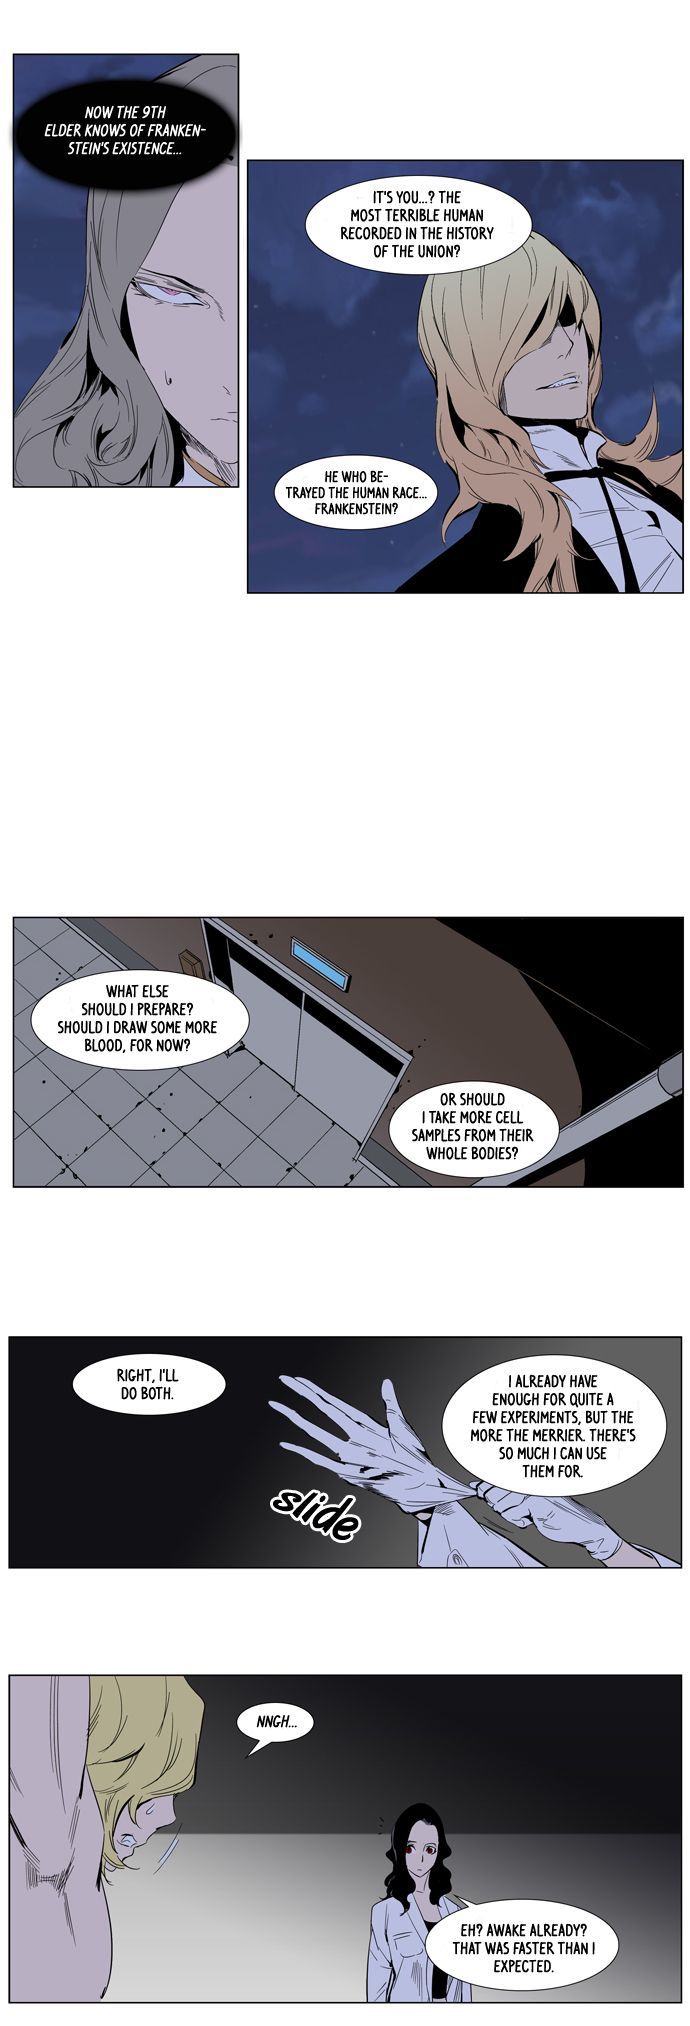 NOW THE 9TH
ELDER KNOWS OF FRANKEN-
STEIN'S EXISTENCE...
IT'S YOU...? THE
MOST TERRIBLE HUMAN
RECORDED IN THE HISTORY
OF THE UNION?
HE WHO BE-
TRAYED THE HUMAN RACE...
FRANKENSTEIN?
WHAT ELSE
SHOULD I PREPARE?
SHOULD I DRAW SOME MORE
BLOOD, FOR NOW?
OR SHOULD
I TAKE MORE CELL
SAMPLES FROM THEIR
WHOLE BODIES?
RIGHT, I'LL
DO BOTH.
I ALREADY HAVE
ENOUGH FOR QUITE A
FEW EXPERIMENTS, BUT THE
MORE THE MERRIER. THERE'S
SO MUCH I CAN USE
THEM FOR.
slide
NNGH...
EH? AWAKE ALREADY?
THAT WAS FASTER THAN I
EXPECTED.